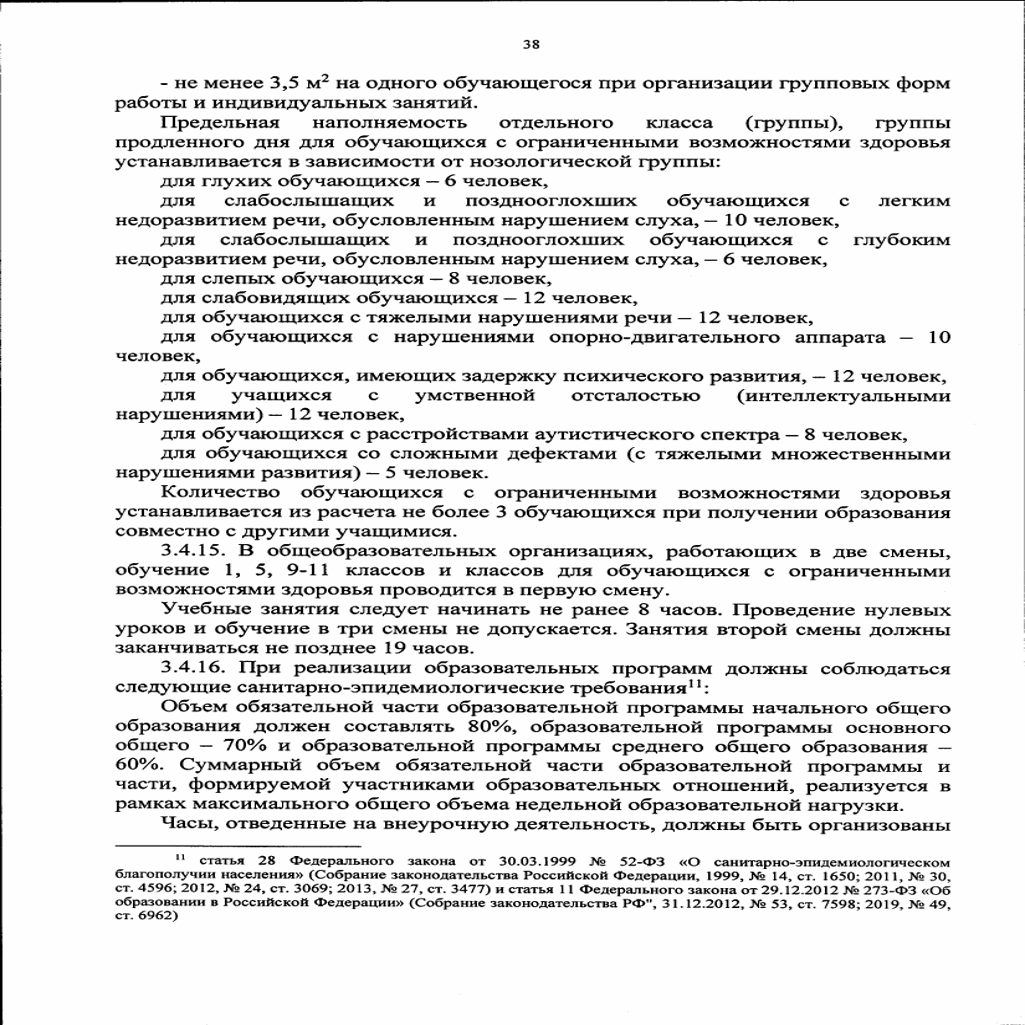 38
- не менее 3,5 м² на одного обучающегося при организации групповых форм
работы и индивидуальных занятий.
Предельная наполняемость отдельного класса (группы), группы
продленного дня для обучающихся с ограниченными возможностями здоровья
устанавливается в зависимости от нозологической группы:
для глухих обучающихся – 6 человек,
для слабослышащих и позднооглохших обучающихся с легким
недоразвитием речи, обусловленным нарушением слуха, – 10 человек,
для слабослышащих и позднооглохших обучающихся с глубоким
недоразвитием речи, обусловленным нарушением слуха, – 6 человек,
для слепых обучающихся – 8 человек,
для слабовидящих обучающихся – 12 человек,
для обучающихся с тяжелыми нарушениями речи – 12 человек,
для обучающихся с нарушениями опорно-двигательного аппарата – 10
человек,
для обучающихся, имеющих задержку психического развития, – 12 человек,
для учащихся с умственной отсталостью (интеллектуальными
нарушениями) – 12 человек,
для обучающихся с расстройствами аутистического спектра – 8 человек,
для обучающихся со сложными дефектами (с тяжелыми множественными
нарушениями развития) – 5 человек.
Количество обучающихся с ограниченными возможностями здоровья
устанавливается из расчета не более 3 обучающихся при получении образования
совместно с другими учащимися.
3.4.15. В общеобразовательных организациях, работающих в две смены,
обучение 1, 5, 9-11 классов и классов для обучающихся с ограниченными
возможностями здоровья проводится в первую смену.
Учебные занятия следует начинать не ранее 8 часов. Проведение нулевых
уроков и обучение в три смены не допускается. Занятия второй смены должны
заканчиваться не позднее 19 часов.
3.4.16. При реализации образовательных программ должны соблюдаться
следующие санитарно-эпидемиологические требования¹¹:
Объем обязательной части образовательной программы начального общего
образования должен составлять 80%, образовательной программы основного
общего – 70% и образовательной программы среднего общего образования –
60%. Суммарный объем обязательной части образовательной программы и
части, формируемой участниками образовательных отношений, реализуется в
рамках максимального общего объема недельной образовательной нагрузки.
Часы, отведенные на внеурочную деятельность, должны быть организованы
¹¹ статья 28 Федерального закона от 30.03.1999 № 52-ФЗ «О санитарно-эпидемиологическом
благополучии населения» (Собрание законодательства Российской Федерации, 1999, № 14, ст. 1650; 2011, № 30,
ст. 4596; 2012, № 24, ст. 3069; 2013, № 27, ст. 3477) и статья 11 Федерального закона от 29.12.2012 № 273-ФЗ «Об
образовании в Российской Федерации» (Собрание законодательства РФ", 31.12.2012, № 53, ст. 7598; 2019, № 49,
ст. 6962)